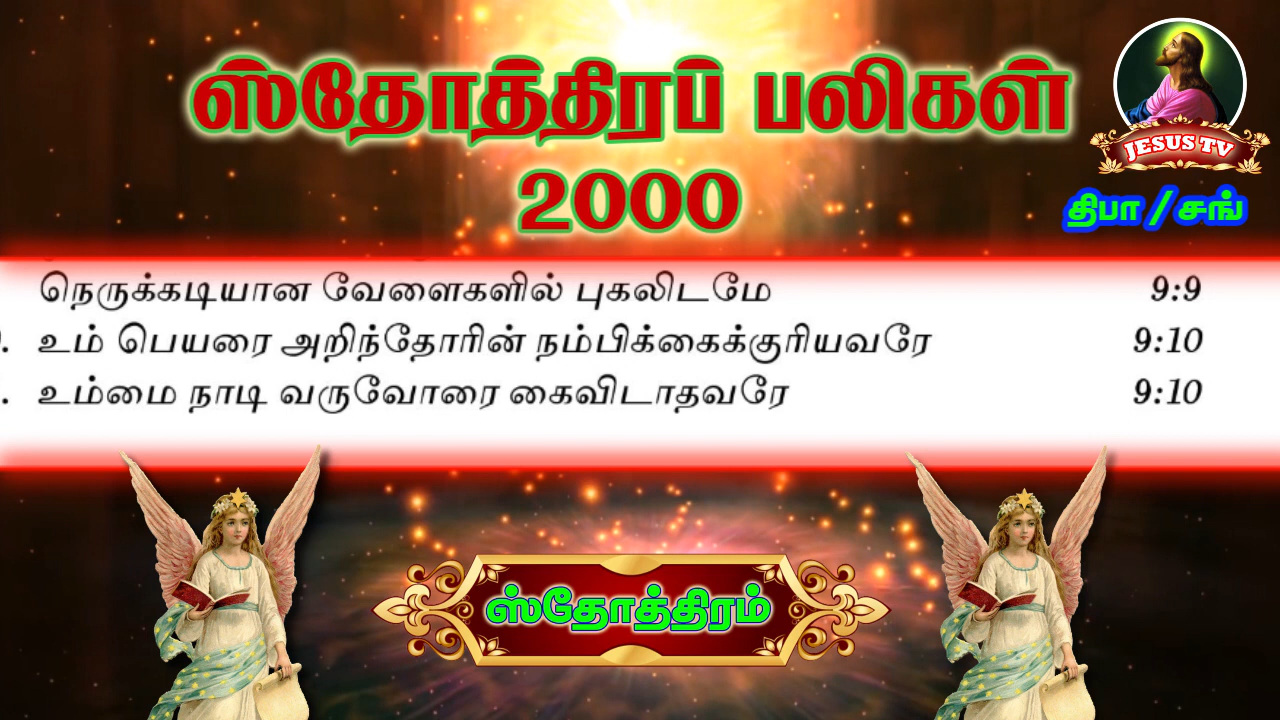 ஸ்தோத்திரப் பலிகள்
2000
JESUS TV
திபா / சங்
நெருக்கடியான வேளைகளில் புகலிடமே 9:9
உம் பெயரை அறிந்தோரின் நம்பிக்கைக்குரியவரே 9:10
உம்மை நாடி வருவோரை கைவிடாதவரே 9:10
ஸ்தோத்திரம்